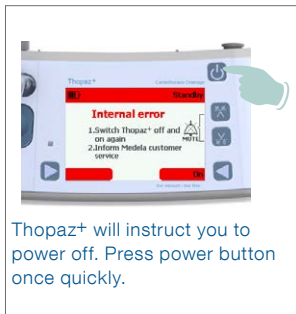 Thopaz+
Standby
Internal error
1.Switch Thopaz+ off and
on again
MUTE
2.Inform Medela customer
service
On
Thopaz+ will instruct you to
power off. Press power button
once quickly.